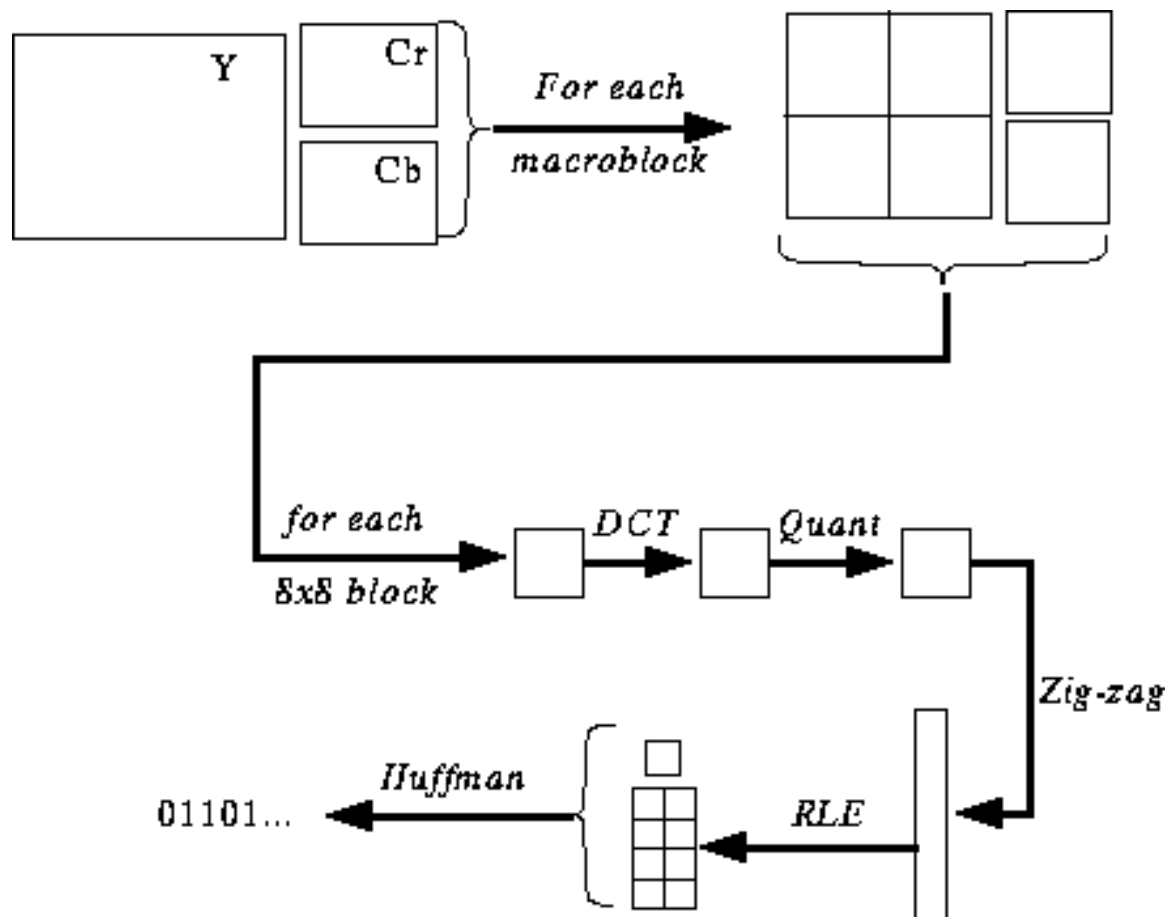 Y
Cr
Cb
For each
macroblock
for each
8x8 block
DCT
Quant
Zig-zag
RLE
Huffman
01101...